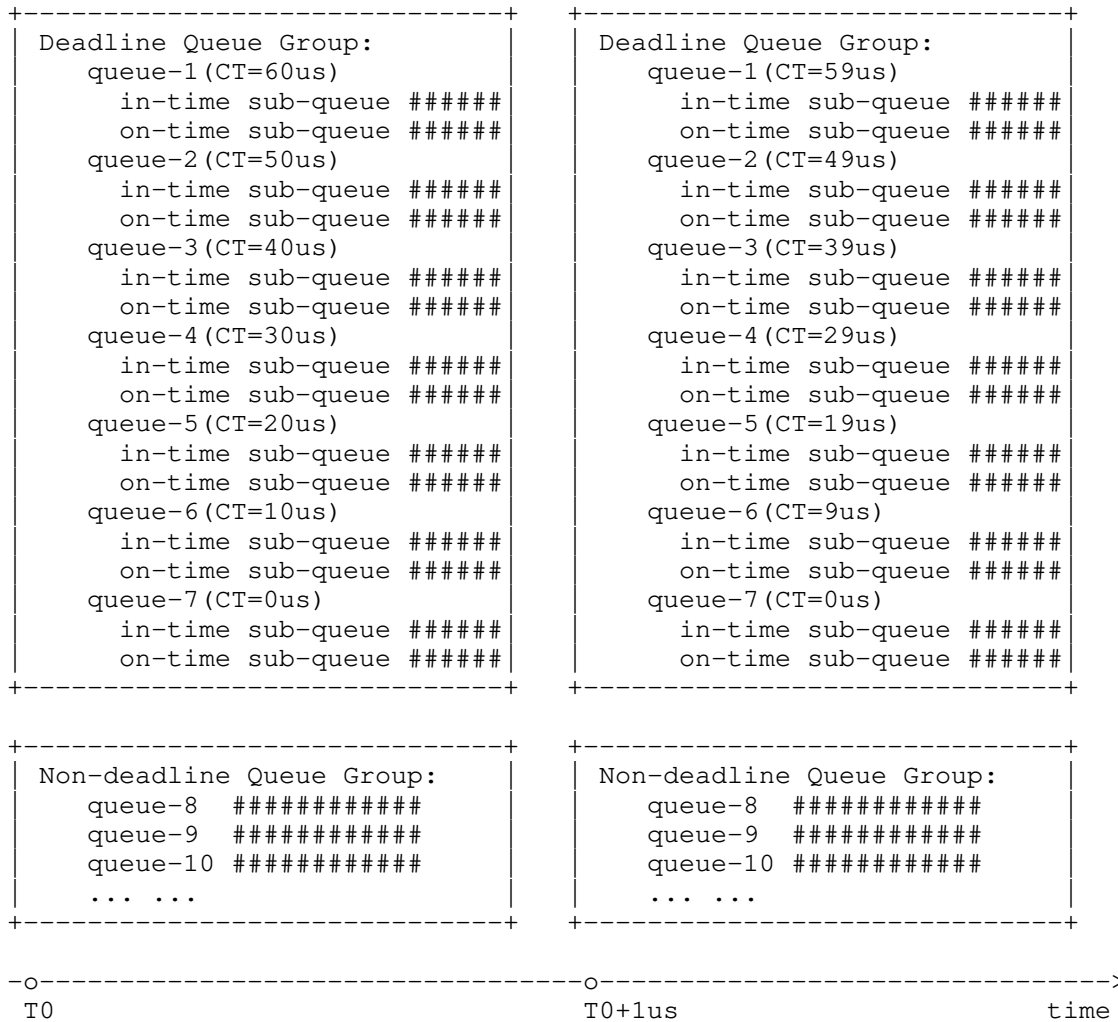 +------------------------------+   +------------------------------+
| Deadline Queue Group:        |   | Deadline Queue Group:        |
|    queue-1(CT=60us)          |   |    queue-1(CT=59us)          |
|      in-time sub-queue ######|   |      in-time sub-queue ######|
|      on-time sub-queue ######|   |      on-time sub-queue ######|
|    queue-2(CT=50us)          |   |    queue-2(CT=49us)          |
|      in-time sub-queue ######|   |      in-time sub-queue ######|
|      on-time sub-queue ######|   |      on-time sub-queue ######|
|    queue-3(CT=40us)          |   |    queue-3(CT=39us)          |
|      in-time sub-queue ######|   |      in-time sub-queue ######|
|      on-time sub-queue ######|   |      on-time sub-queue ######|
|    queue-4(CT=30us)          |   |    queue-4(CT=29us)          |
|      in-time sub-queue ######|   |      in-time sub-queue ######|
|      on-time sub-queue ######|   |      on-time sub-queue ######|
|    queue-5(CT=20us)          |   |    queue-5(CT=19us)          |
|      in-time sub-queue ######|   |      in-time sub-queue ######|
|      on-time sub-queue ######|   |      on-time sub-queue ######|
|    queue-6(CT=10us)          |   |    queue-6(CT=9us)           |
|      in-time sub-queue ######|   |      in-time sub-queue ######|
|      on-time sub-queue ######|   |      on-time sub-queue ######|
|    queue-7(CT=0us)           |   |    queue-7(CT=0us)           |
|      in-time sub-queue ######|   |      in-time sub-queue ######|
|      on-time sub-queue ######|   |      on-time sub-queue ######|
+------------------------------+   +------------------------------+

+------------------------------+   +------------------------------+
| Non-deadline Queue Group:    |   | Non-deadline Queue Group:    |
|    queue-8  ############     |   |    queue-8  ############     |
|    queue-9  ############     |   |    queue-9  ############     |
|    queue-10 ############     |   |    queue-10 ############     |
|    ... ...                   |   |    ... ...                   |
+------------------------------+   +------------------------------+

-o----------------------------------o-------------------------------->
 T0                                 T0+1us                       time